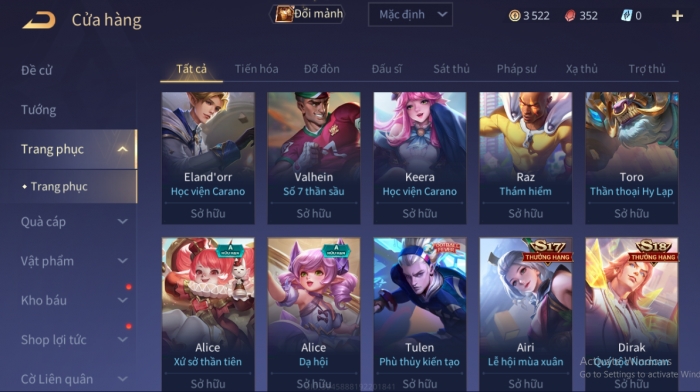 Cửa hàng
Đổi mảnh
Mặc định
3 522
352
0
Đề cử
Tướng
Trang phục
Trang phục
Quà cáp
Vật phẩm
Kho báu
Shop lợi tức
Cờ Liên quân
Tất cả
Tiến hóa
Đỡ đòn
Đấu sĩ
Sát thủ
Pháp sư
Xạ thủ
Trợ thủ
Eland'orr
Học viện Carano
Sở hữu
Valhein
Số 7 thần sầu
Sở hữu
Keera
Học viện Carano
Sở hữu
Raz
Thám hiểm
Sở hữu
Toro
Thần thoại Hy Lạp
Sở hữu
Alice
Xứ sở thần tiên
Sở hữu
Alice
Dạ hội
Sở hữu
Tulen
Phù thủy kiến tạo
Sở hữu
S17
THƯỞNG HẠNG
Airi
Lễ hội mùa xuân
Sở hữu
S18
THƯỞNG HẠNG
Dirak
Quý tộc Norman
Sở hữu
Activate Windows
Go to Settings to activate Win